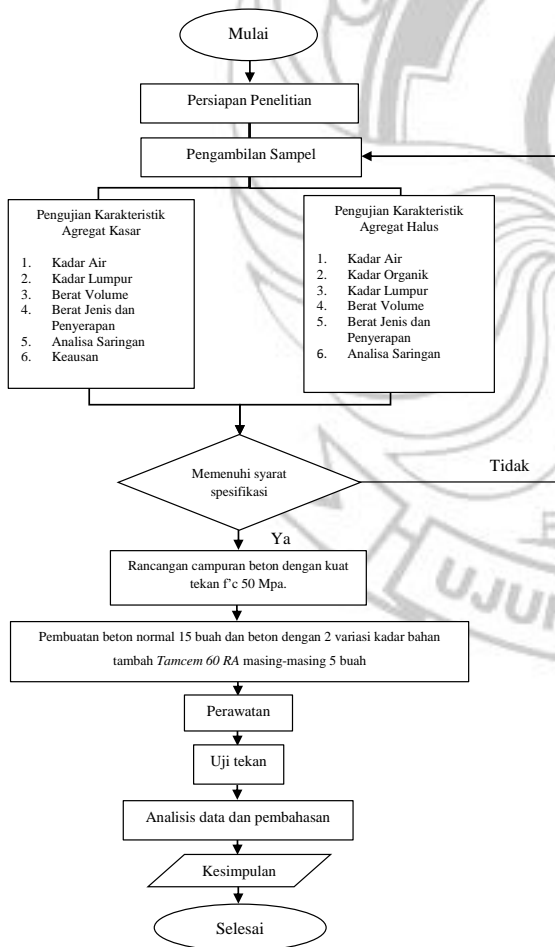 Mulai
Persiapan Penelitian
Pengambilan Sampel
Pengujian Karakteristik
Agregat Kasar
1. Kadar Air
2. Kadar Lumpur
3. Berat Volume
4. Berat Jenis dan
Penyerapan
5. Analisa Saringan
6. Keausan
Pengujian Karakteristik
Agregat Halus
1. Kadar Air
2. Kadar Organik
3. Kadar Lumpur
4. Berat Volume
5. Berat Jenis dan
Penyerapan
6. Analisa Saringan
Memenuhi syarat
spesifikasi
Tidak
Ya
Rancangan campuran beton dengan kuat
tekan f'c 50 Mpa.
Pembuatan beton normal 15 buah dan beton dengan 2 variasi kadar bahan
tambah Tamcem 60 RA masing-masing 5 buah
Perawatan
Uji tekan
Analisis data dan pembahasan
Kesimpulan
Selesai